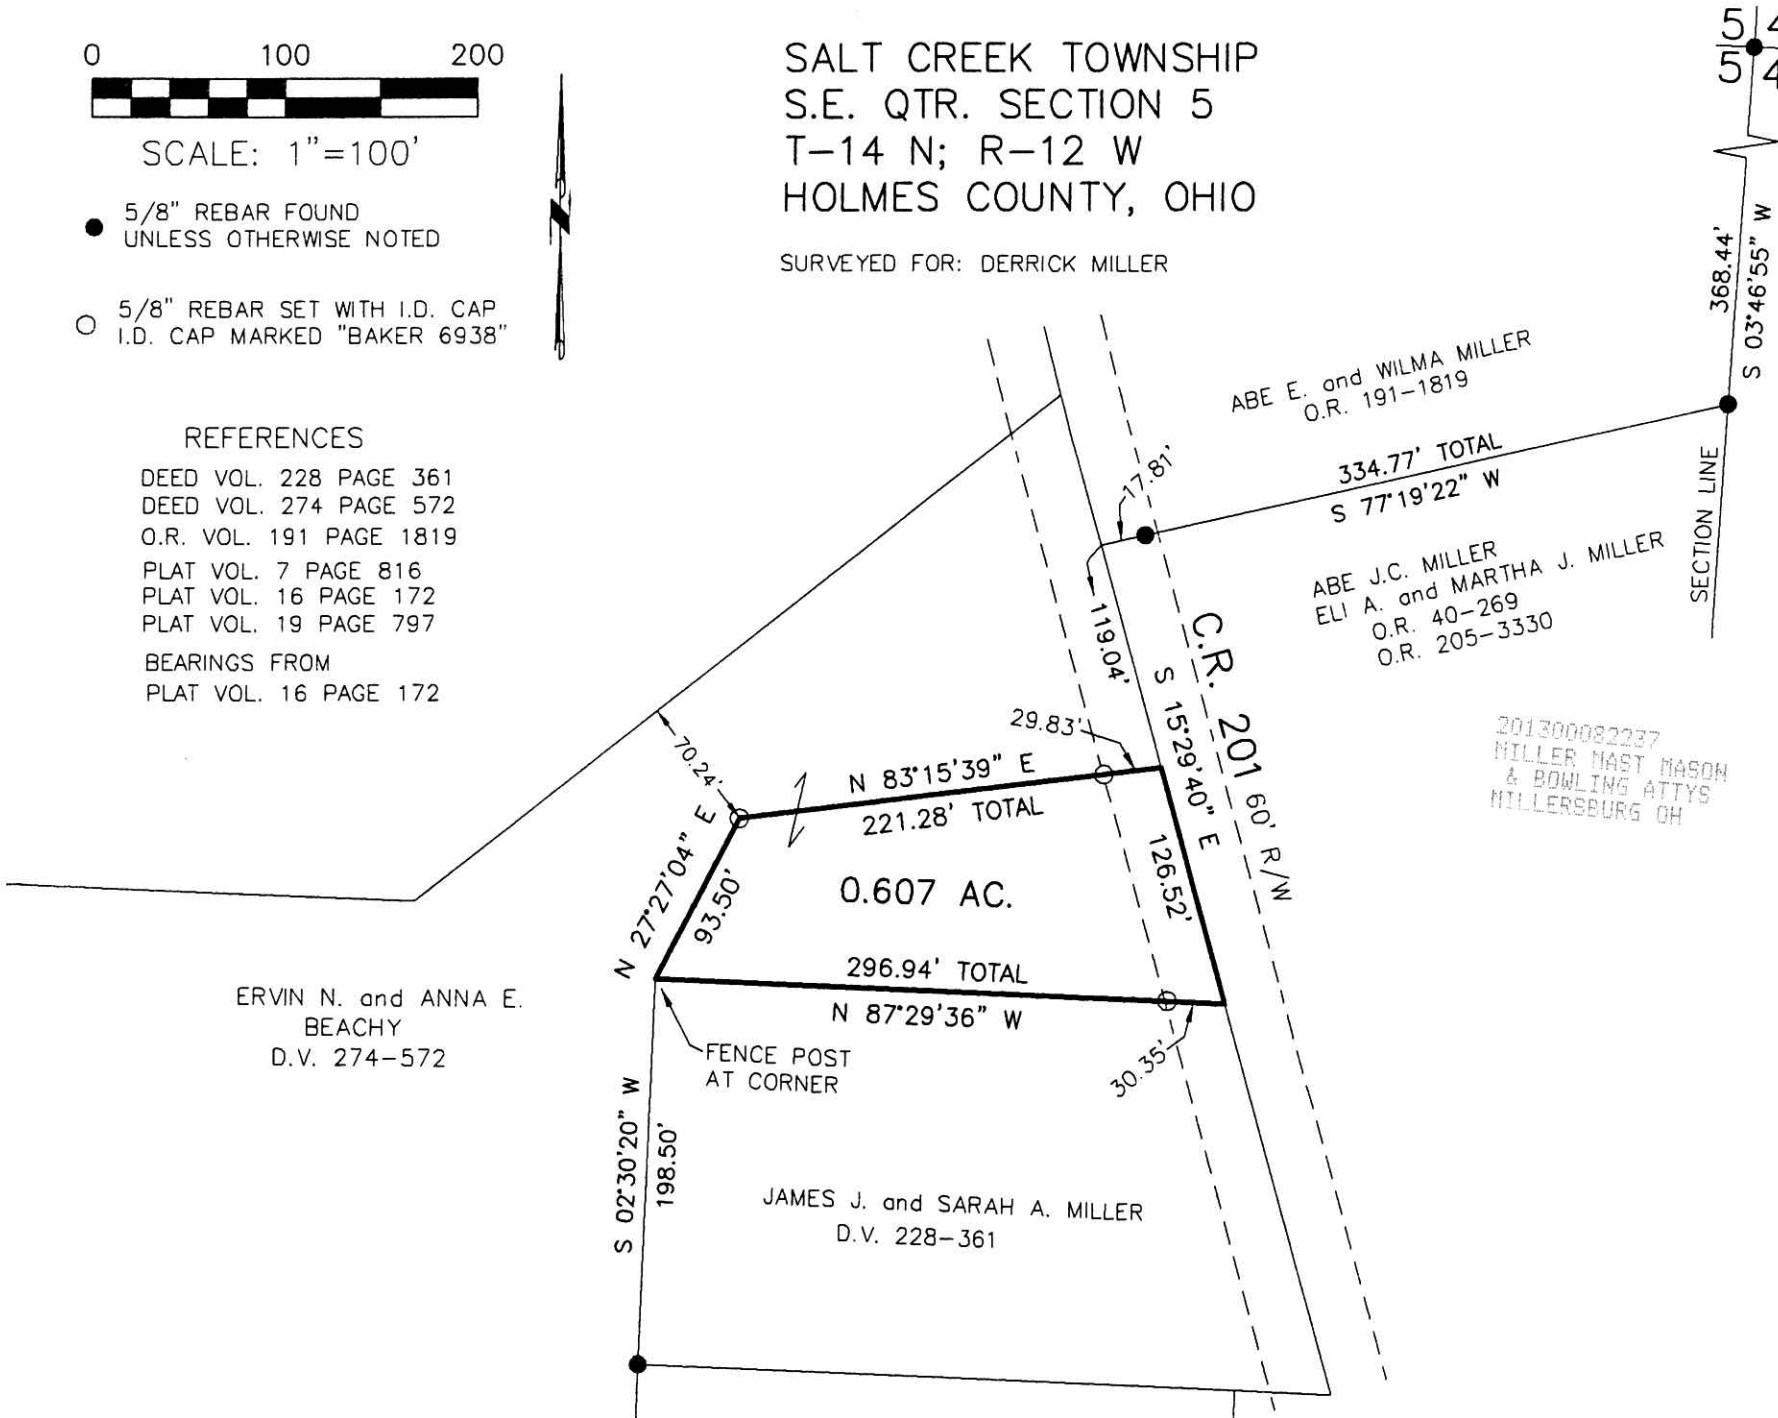 0 100 200
SCALE: 1"=100'
5/8" REBAR FOUND
UNLESS OTHERWISE NOTED
5/8" REBAR SET WITH I.D. CAP
I.D. CAP MARKED "BAKER 6938"
REFERENCES
DEED VOL. 228 PAGE 361
DEED VOL. 274 PAGE 572
O.R. VOL. 191 PAGE 1819
PLAT VOL. 7 PAGE 816
PLAT VOL. 16 PAGE 172
PLAT VOL. 19 PAGE 797
BEARINGS FROM
PLAT VOL. 16 PAGE 172
SALT CREEK TOWNSHIP
S.E. QTR. SECTION 5
T-14 N; R-12 W
HOLMES COUNTY, OHIO
SURVEYED FOR: DERRICK MILLER
5 4
5 4
368.44'
S 03°46'55" W
SECTION LINE
ABE E. and WILMA MILLER
O.R. 191-1819
334.77' TOTAL
S 77°19'22" W
17.81'
ABE J.C. MILLER
ELI A. and MARTHA J. MILLER
O.R. 40-269
O.R. 205-3330
119.04'
S 15°29'40" E
C.R. 201 60' R/W
201300082237
MILLER MAST MASON
& BOWLING ATTYS
MILLERSBURG OH
70.24'
29.83'
N 83°15'39" E
221.28' TOTAL
N 27°27'04" E
93.50'
0.607 AC.
126.52'
296.94' TOTAL
N 87°29'36" W
30.35'
FENCE POST
AT CORNER
ERVIN N. and ANNA E.
BEACHY
D.V. 274-572
S 02°30'20" W
198.50'
JAMES J. and SARAH A. MILLER
D.V. 228-361